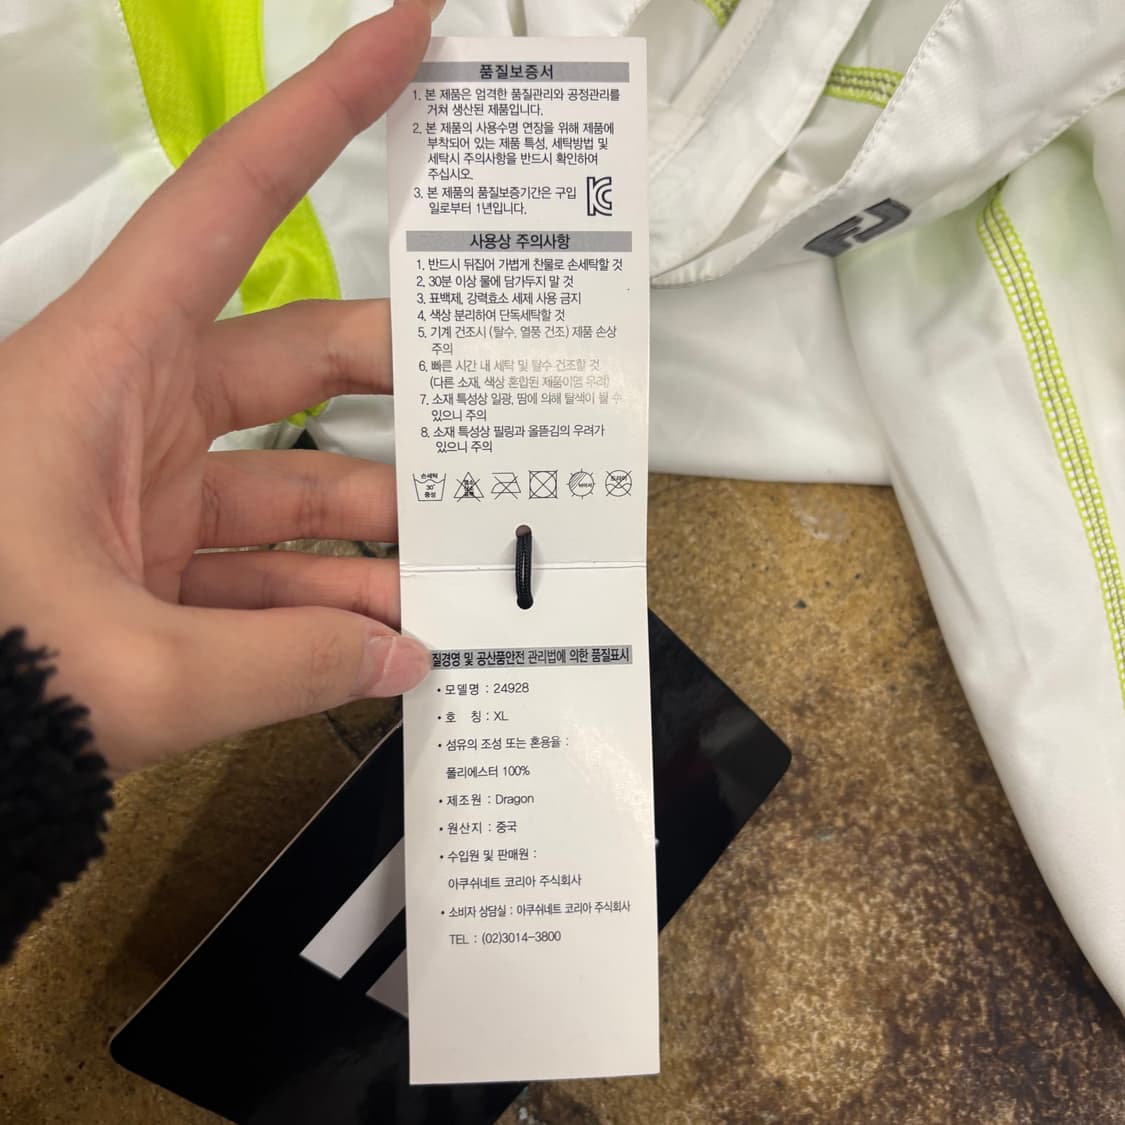 품질보증서
1. 본 제품은 엄격한 품질관리와 공정관리를
거쳐 생산된 제품입니다.
2. 본 제품의 사용수명 연장을 위해 제품에
부착되어 있는 제품 특성, 세탁방법 및
세탁시 주의사항을 반드시 확인하여
주십시오.
3. 본 제품의 품질보증기간은 구입
일로부터 1년입니다.
사용상 주의사항
1. 반드시 뒤집어 가볍게 찬물로 손세탁할 것
2. 30분 이상 물에 담가두지 말 것
3. 표백제, 강력효소 세제 사용 금지
4. 색상 분리하여 단독세탁할 것
5. 기계 건조시 (탈수, 열풍 건조) 제품 손상
주의
6. 빠른 시간 내 세탁 및 탈수 건조할 것
(다른 소재, 색상 혼합된 제품이염 우려)
7. 소재 특성상 일광, 땀에 의해 탈색이 될 수
있으니 주의
8. 소재 특성상 필링과 올뜯김의 우려가
있으니 주의
손세탁
30°
중성
드라이
질경영 및 공산품안전 관리법에 의한 품질표시
• 모델명 : 24928
• 호 칭 : XL
• 섬유의 조성 또는 혼용율 :
폴리에스터 100%
• 제조원 : Dragon
• 원산지 : 중국
• 수입원 및 판매원 :
아쿠쉬네트 코리아 주식회사
• 소비자 상담실 : 아쿠쉬네트 코리아 주식회사
TEL : (02)3014-3800